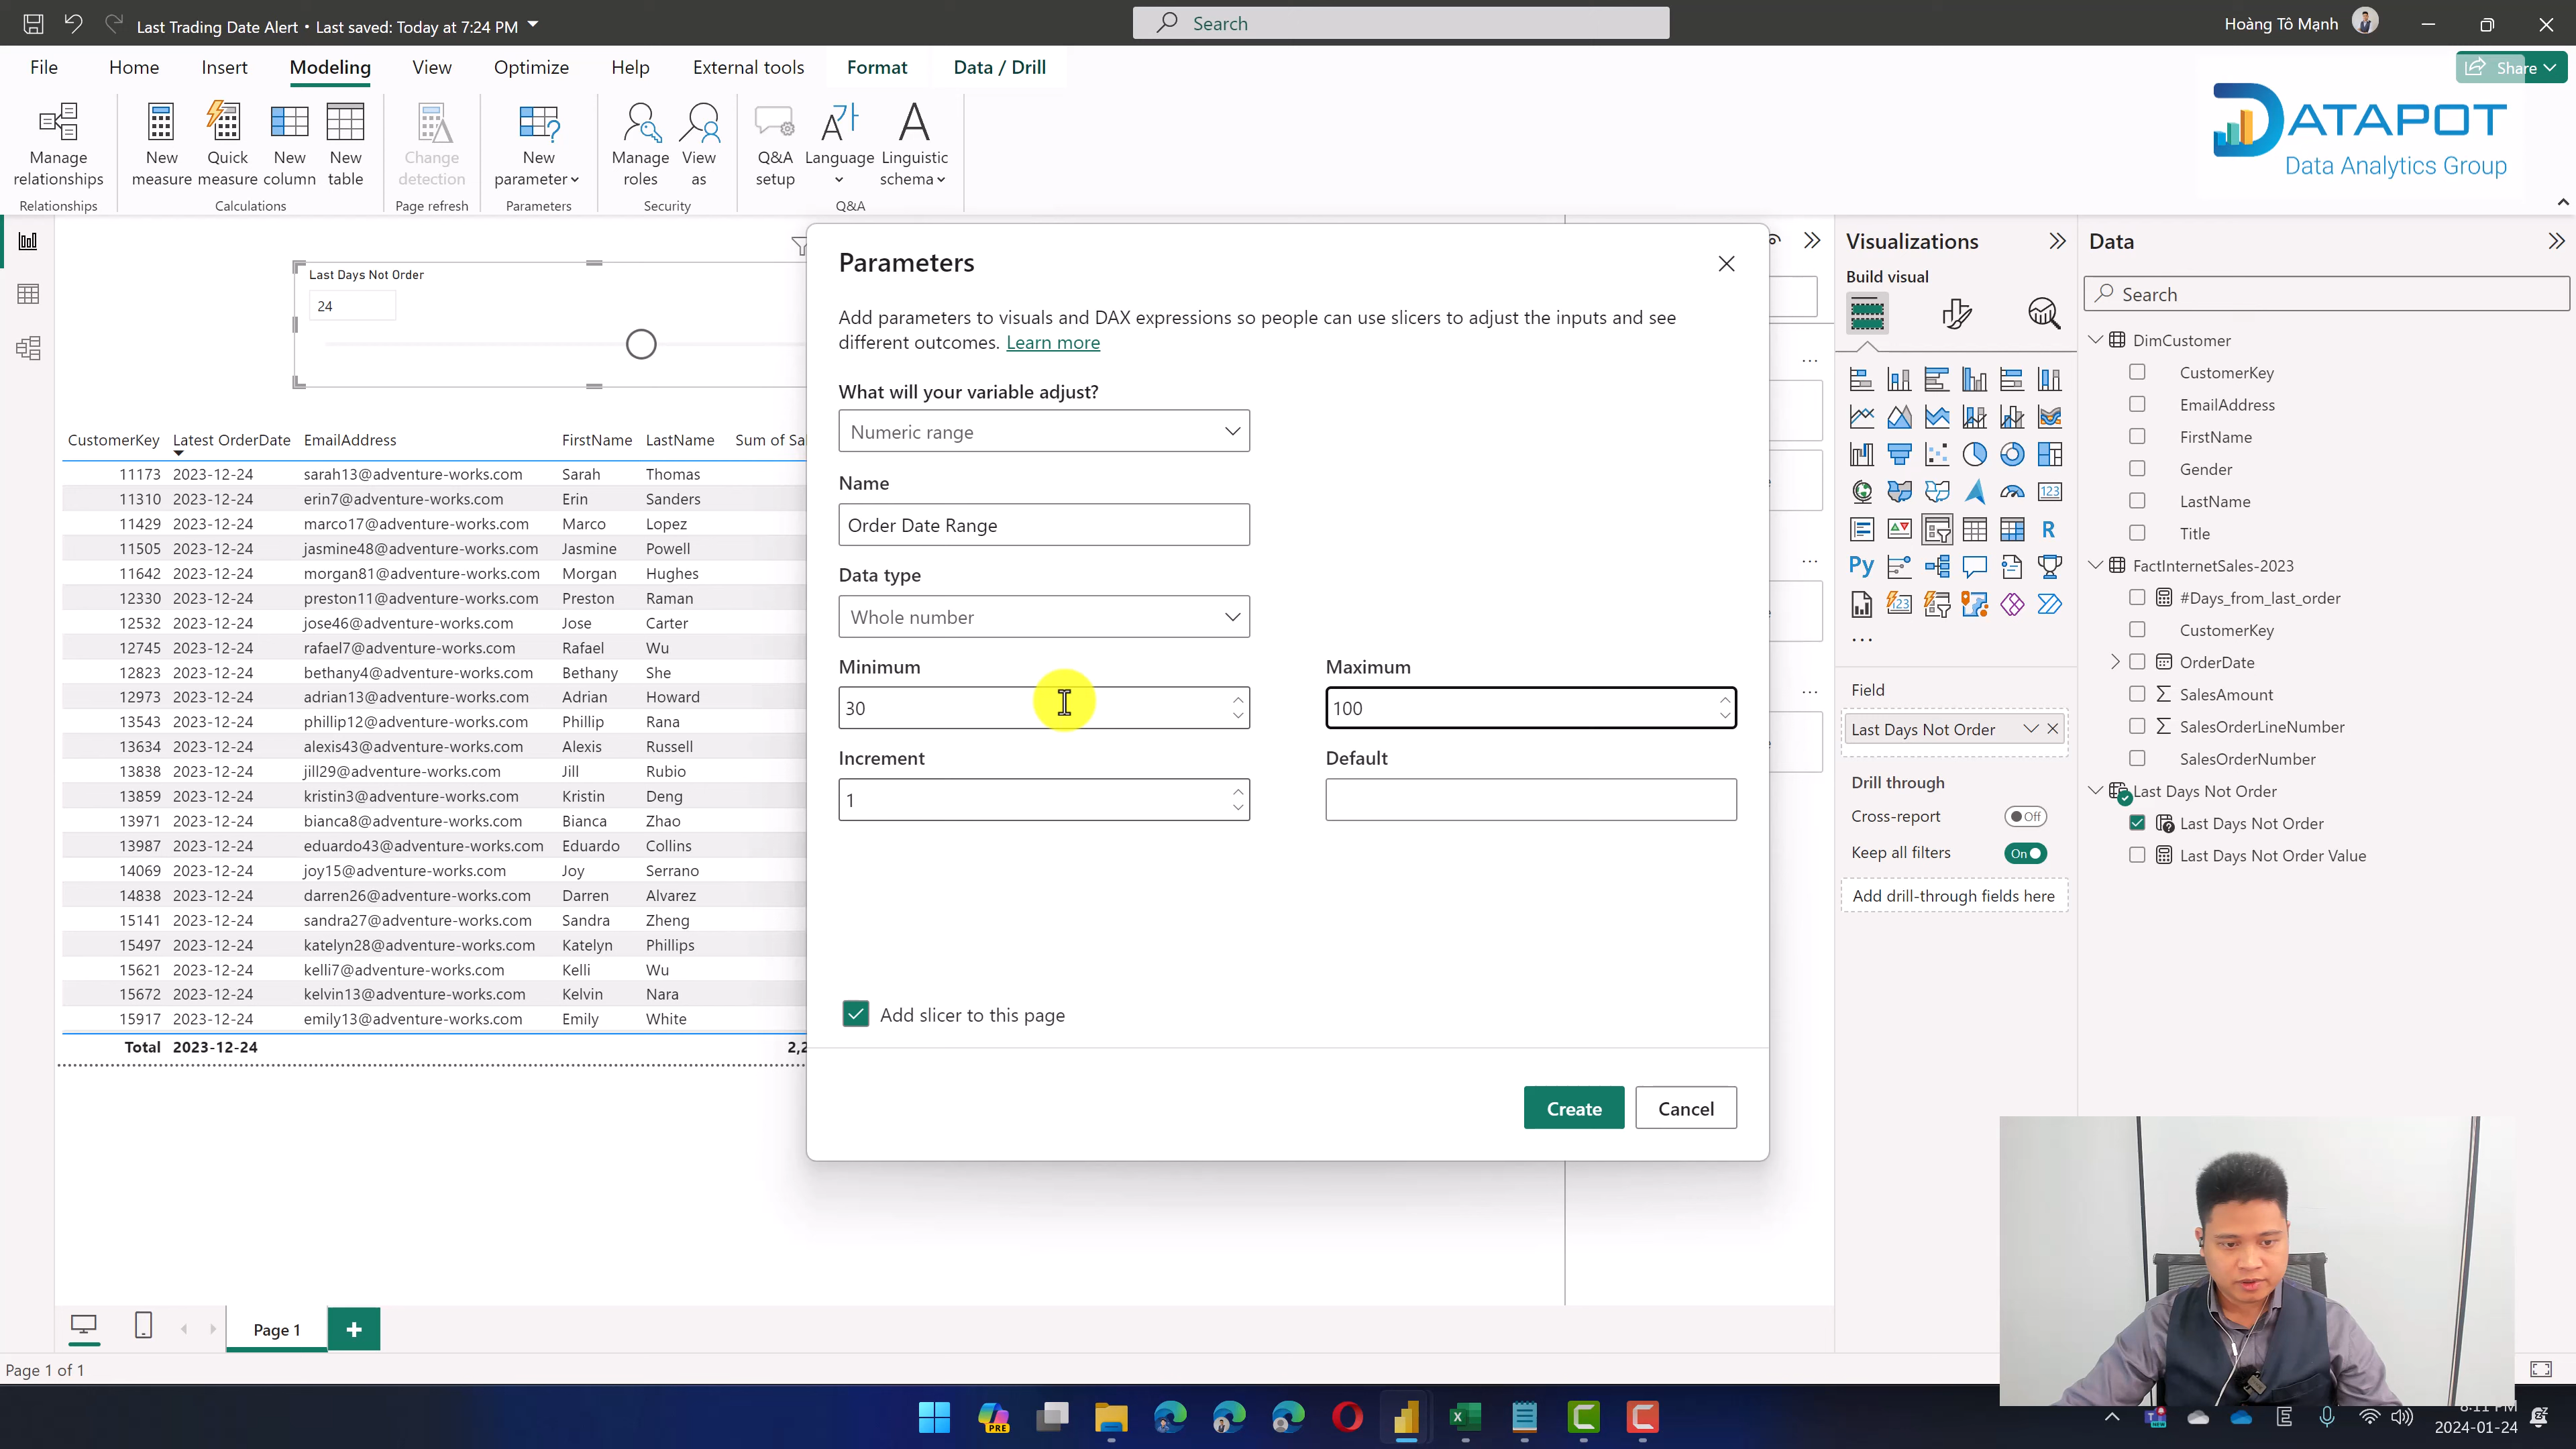 Last Trading Date Alert • Last saved: Today at 7:24 PM
Search
Hoàng Tô Mạnh
File Home Insert Modeling View Optimize Help External tools Format Data / Drill
Share
Manage relationships
New measure
Quick measure
New column
New table
Change detection
New parameter
Manage roles
View as
Q&A setup
Language
Linguistic schema
Relationships
Calculations
Page refresh
Parameters
Security
Q&A
DATAPOT
Data Analytics Group
Last Days Not Order
24
CustomerKey Latest OrderDate EmailAddress FirstName LastName Sum of Sa
11173 2023-12-24 sarah13@adventure-works.com Sarah Thomas
11310 2023-12-24 erin7@adventure-works.com Erin Sanders
11429 2023-12-24 marco17@adventure-works.com Marco Lopez
11505 2023-12-24 jasmine48@adventure-works.com Jasmine Powell
11642 2023-12-24 morgan81@adventure-works.com Morgan Hughes
12330 2023-12-24 preston11@adventure-works.com Preston Raman
12532 2023-12-24 jose46@adventure-works.com Jose Carter
12745 2023-12-24 rafael7@adventure-works.com Rafael Wu
12823 2023-12-24 bethany4@adventure-works.com Bethany She
12973 2023-12-24 adrian13@adventure-works.com Adrian Howard
13543 2023-12-24 phillip12@adventure-works.com Phillip Rana
13634 2023-12-24 alexis43@adventure-works.com Alexis Russell
13838 2023-12-24 jill29@adventure-works.com Jill Rubio
13859 2023-12-24 kristin3@adventure-works.com Kristin Deng
13971 2023-12-24 bianca8@adventure-works.com Bianca Zhao
13987 2023-12-24 eduardo43@adventure-works.com Eduardo Collins
14069 2023-12-24 joy15@adventure-works.com Joy Serrano
14838 2023-12-24 darren26@adventure-works.com Darren Alvarez
15141 2023-12-24 sandra27@adventure-works.com Sandra Zheng
15497 2023-12-24 katelyn28@adventure-works.com Katelyn Phillips
15621 2023-12-24 kelli7@adventure-works.com Kelli Wu
15672 2023-12-24 kelvin13@adventure-works.com Kelvin Nara
15917 2023-12-24 emily13@adventure-works.com Emily White
Total 2023-12-24 2,2
Parameters
Add parameters to visuals and DAX expressions so people can use slicers to adjust the inputs and see
different outcomes. Learn more
What will your variable adjust?
Numeric range
Name
Order Date Range
Data type
Whole number
Minimum
Maximum
30
100
Increment
Default
1
Add slicer to this page
Create
Cancel
Visualizations
Build visual
R
Py
123
123
Field
Last Days Not Order
Drill through
Cross-report Off
Keep all filters On
Add drill-through fields here
Data
Search
DimCustomer
CustomerKey
EmailAddress
FirstName
Gender
LastName
Title
FactInternetSales-2023
#Days_from_last_order
CustomerKey
OrderDate
SalesAmount
SalesOrderLineNumber
SalesOrderNumber
Last Days Not Order
Last Days Not Order
Last Days Not Order Value
Page 1
Page 1 of 1
PRE
8:11 PM
2024-01-24